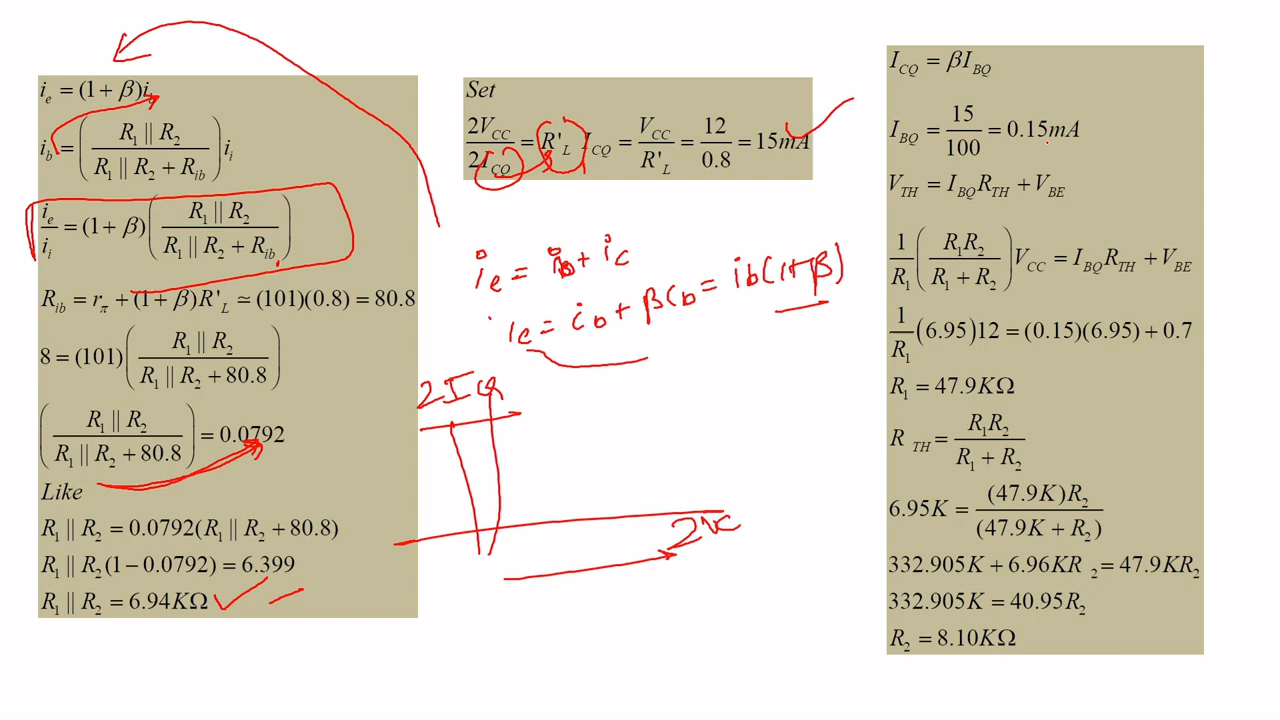 i_e = (1 + β)i_i
i_b = ( R_1 || R_2 / R_1 || R_2 + R_ib ) i_i
i_e / i_i = (1 + β) ( R_1 || R_2 / R_1 || R_2 + R_ib )
R_ib = r_π + (1 + β)R'_L ≃ (101)(0.8) = 80.8
8 = (101) ( R_1 || R_2 / R_1 || R_2 + 80.8 )
( R_1 || R_2 / R_1 || R_2 + 80.8 ) = 0.0792
Like
R_1 || R_2 = 0.0792(R_1 || R_2 + 80.8)
R_1 || R_2 (1 − 0.0792) = 6.399
R_1 || R_2 = 6.94KΩ
Set
2V_CC / 2I_CQ = R'_L I_CQ = V_CC / R'_L = 12 / 0.8 = 15mA
i_e = i_b + i_c
i_e = i_b + βi_b = i_b(1+β)
I_CQ = βI_BQ
I_BQ = 15 / 100 = 0.15mA
V_TH = I_BQ R_TH + V_BE
1 / R_1 ( R_1R_2 / R_1 + R_2 ) V_CC = I_BQ R_TH + V_BE
1 / R_1 (6.95)12 = (0.15)(6.95) + 0.7
R_1 = 47.9KΩ
R_TH = R_1R_2 / R_1 + R_2
6.95K = (47.9K)R_2 / (47.9K + R_2)
332.905K + 6.96KR_2 = 47.9KR_2
332.905K = 40.95R_2
R_2 = 8.10KΩ